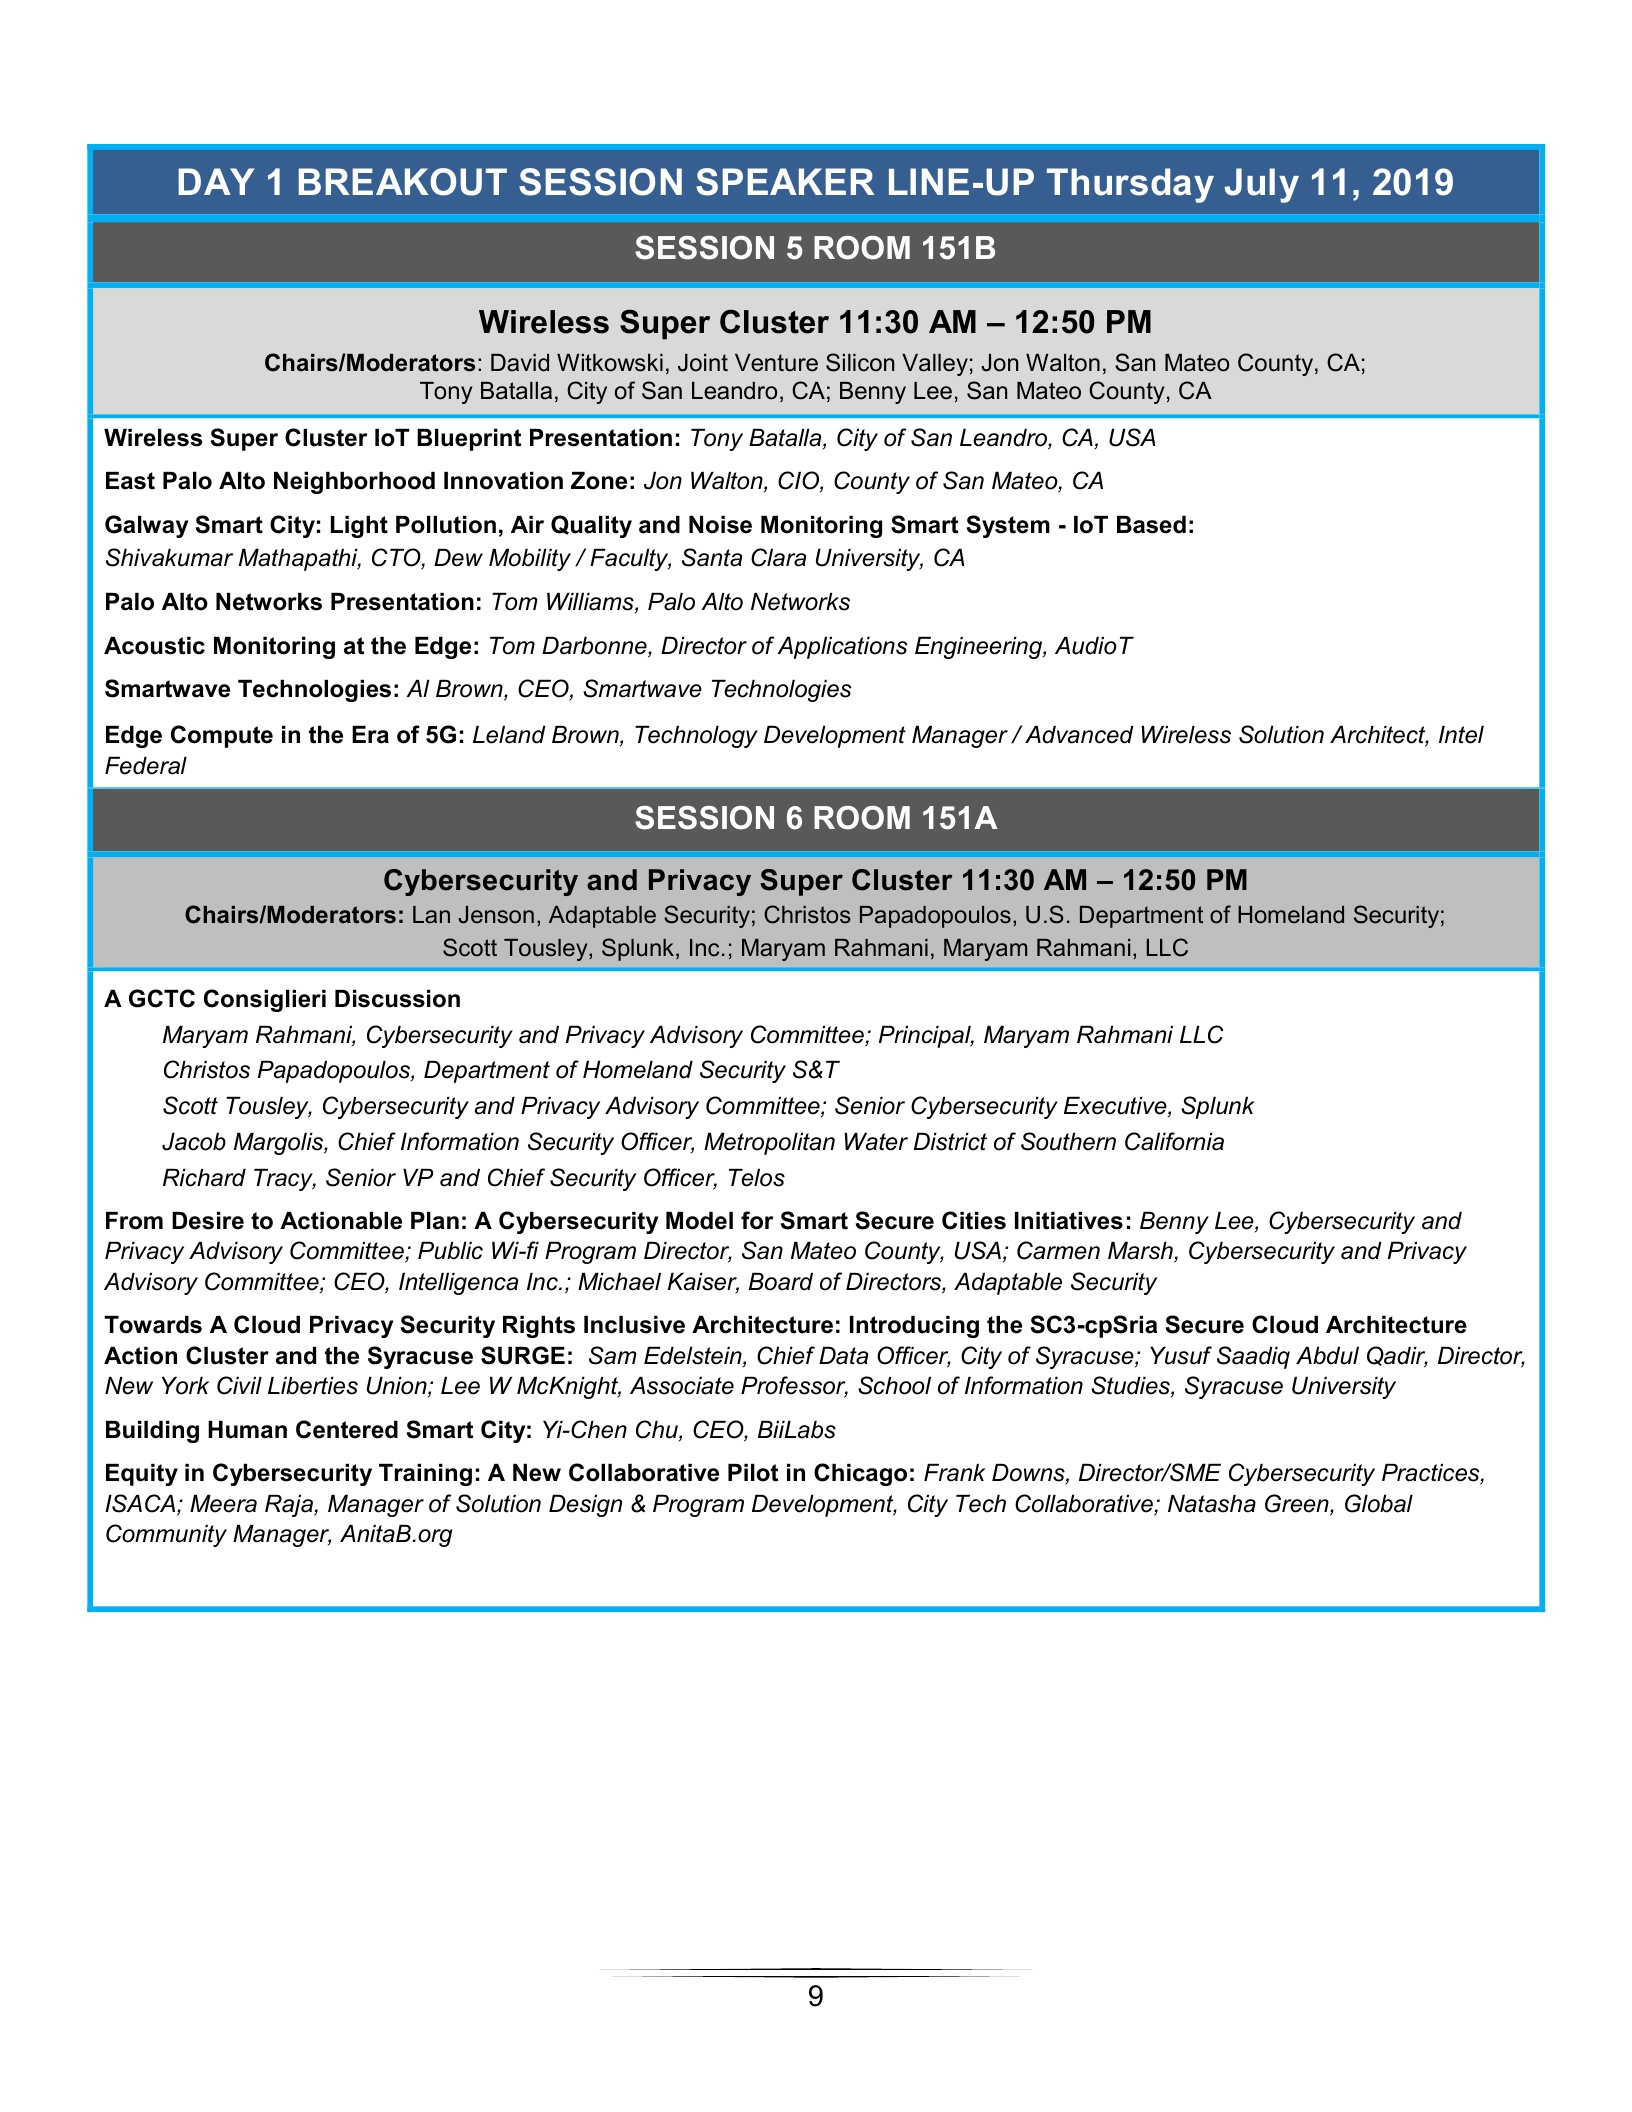 DAY 1 BREAKOUT SESSION SPEAKER LINE-UP Thursday July 11, 2019
SESSION 5 ROOM 151B
Wireless Super Cluster 11:30 AM – 12:50 PM
Chairs/Moderators: David Witkowski, Joint Venture Silicon Valley; Jon Walton, San Mateo County, CA;
Tony Batalla, City of San Leandro, CA; Benny Lee, San Mateo County, CA
Wireless Super Cluster IoT Blueprint Presentation: Tony Batalla, City of San Leandro, CA, USA
East Palo Alto Neighborhood Innovation Zone: Jon Walton, CIO, County of San Mateo, CA
Galway Smart City: Light Pollution, Air Quality and Noise Monitoring Smart System - IoT Based:
Shivakumar Mathapathi, CTO, Dew Mobility / Faculty, Santa Clara University, CA
Palo Alto Networks Presentation: Tom Williams, Palo Alto Networks
Acoustic Monitoring at the Edge: Tom Darbonne, Director of Applications Engineering, AudioT
Smartwave Technologies: Al Brown, CEO, Smartwave Technologies
Edge Compute in the Era of 5G: Leland Brown, Technology Development Manager / Advanced Wireless Solution Architect, Intel
Federal
SESSION 6 ROOM 151A
Cybersecurity and Privacy Super Cluster 11:30 AM – 12:50 PM
Chairs/Moderators: Lan Jenson, Adaptable Security; Christos Papadopoulos, U.S. Department of Homeland Security;
Scott Tousley, Splunk, Inc.; Maryam Rahmani, Maryam Rahmani, LLC
A GCTC Consiglieri Discussion
Maryam Rahmani, Cybersecurity and Privacy Advisory Committee; Principal, Maryam Rahmani LLC
Christos Papadopoulos, Department of Homeland Security S&T
Scott Tousley, Cybersecurity and Privacy Advisory Committee; Senior Cybersecurity Executive, Splunk
Jacob Margolis, Chief Information Security Officer, Metropolitan Water District of Southern California
Richard Tracy, Senior VP and Chief Security Officer, Telos
From Desire to Actionable Plan: A Cybersecurity Model for Smart Secure Cities Initiatives: Benny Lee, Cybersecurity and
Privacy Advisory Committee; Public Wi-fi Program Director, San Mateo County, USA; Carmen Marsh, Cybersecurity and Privacy
Advisory Committee; CEO, Intelligenca Inc.; Michael Kaiser, Board of Directors, Adaptable Security
Towards A Cloud Privacy Security Rights Inclusive Architecture: Introducing the SC3-cpSria Secure Cloud Architecture
Action Cluster and the Syracuse SURGE: Sam Edelstein, Chief Data Officer, City of Syracuse; Yusuf Saadiq Abdul Qadir, Director,
New York Civil Liberties Union; Lee W McKnight, Associate Professor, School of Information Studies, Syracuse University
Building Human Centered Smart City: Yi-Chen Chu, CEO, BiiLabs
Equity in Cybersecurity Training: A New Collaborative Pilot in Chicago: Frank Downs, Director/SME Cybersecurity Practices,
ISACA; Meera Raja, Manager of Solution Design & Program Development, City Tech Collaborative; Natasha Green, Global
Community Manager, AnitaB.org
9